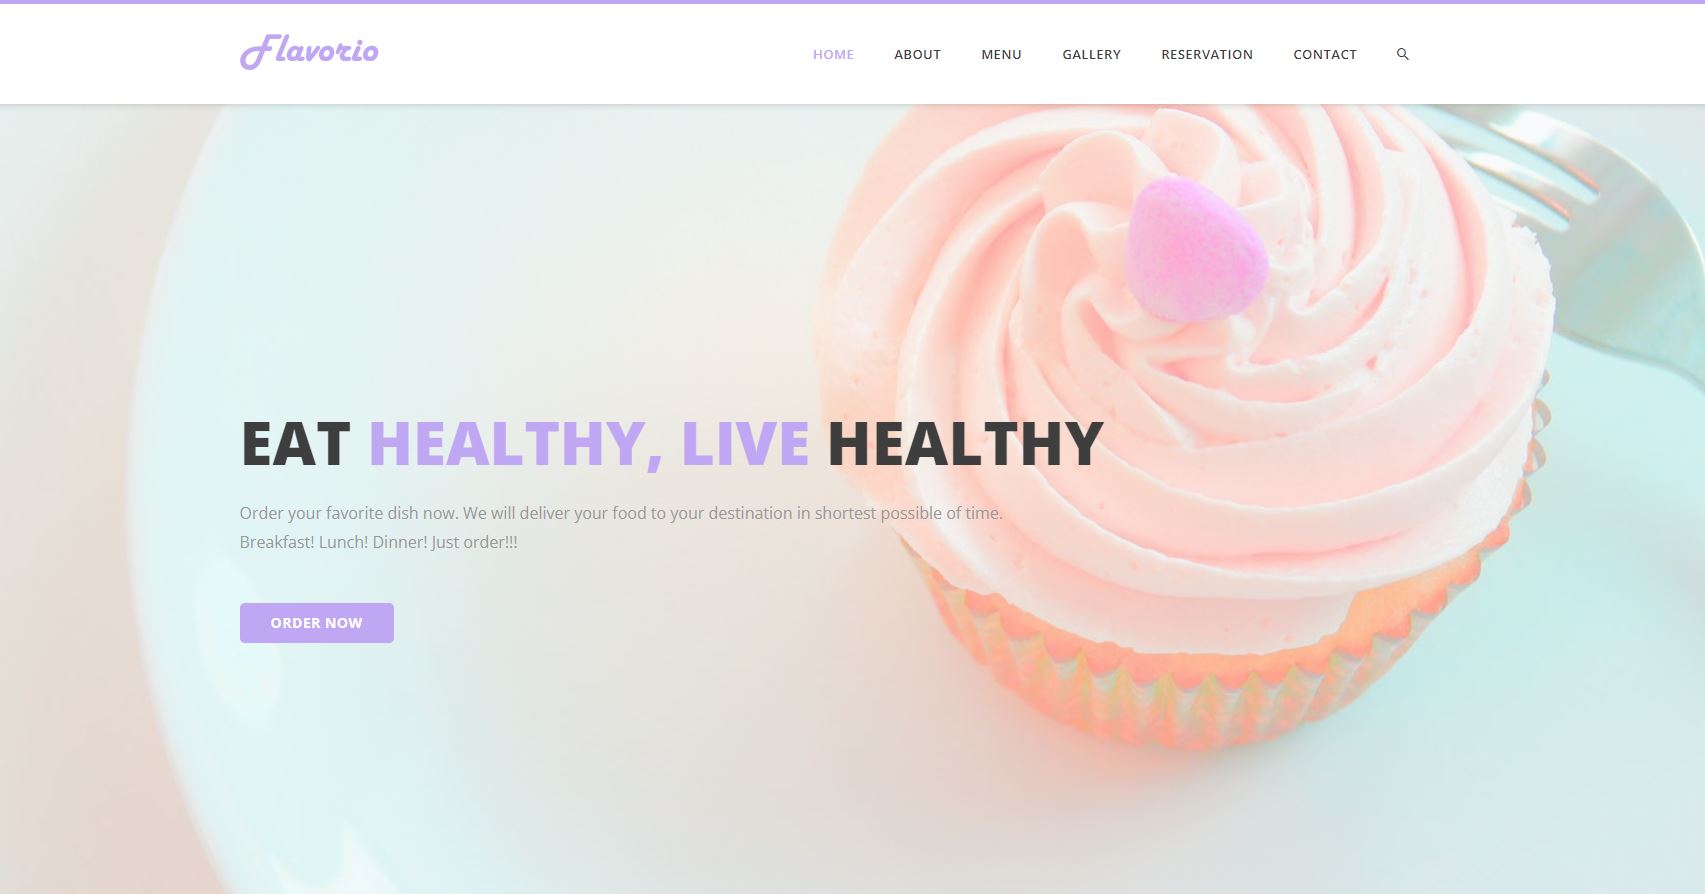 Flavorio
HOME ABOUT MENU GALLERY RESERVATION CONTACT
EAT HEALTHY, LIVE HEALTHY
Order your favorite dish now. We will deliver your food to your destination in shortest possible of time.
Breakfast! Lunch! Dinner! Just order!!!
ORDER NOW